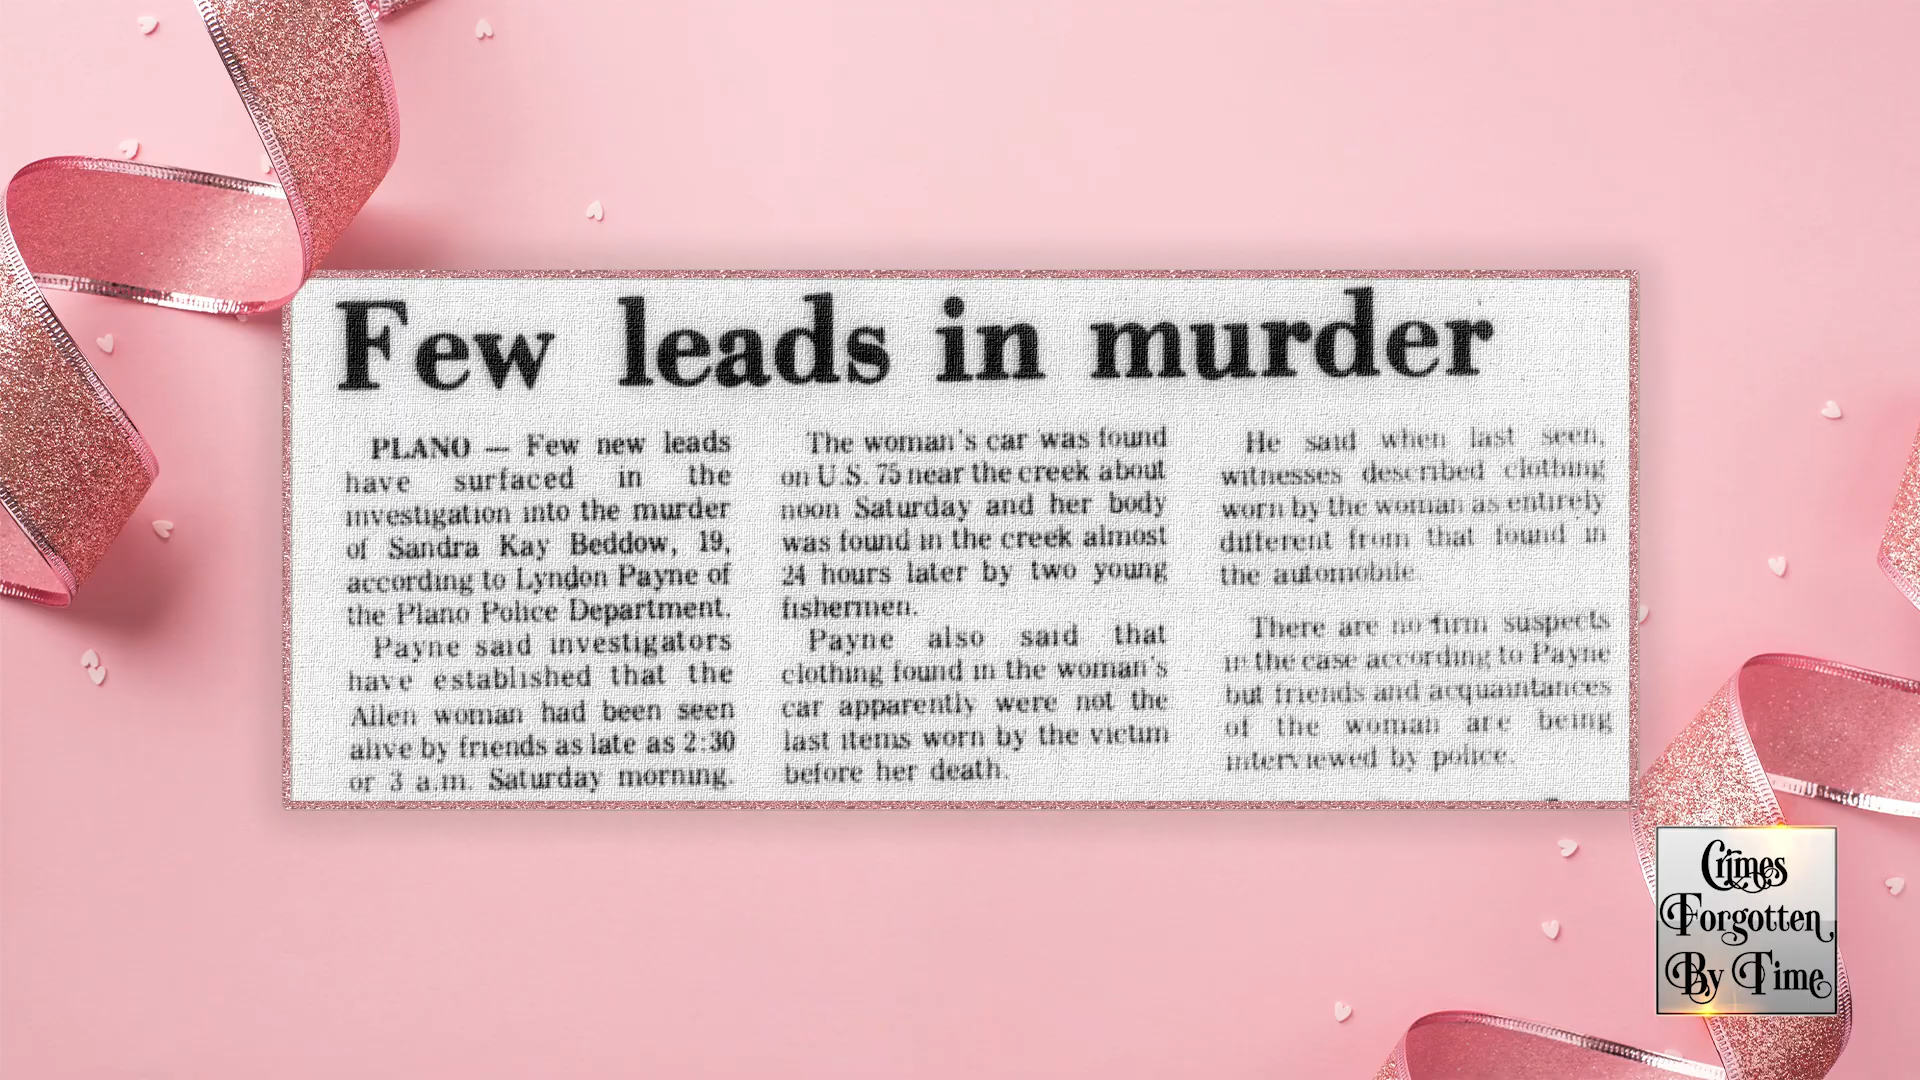 Few leads in murder
PLANO — Few new leads
have surfaced in the
investigation into the murder
of Sandra Kay Beddow, 19,
according to Lyndon Payne of
the Plano Police Department.
Payne said investigators
have established that the
Allen woman had been seen
alive by friends as late as 2:30
or 3 a.m. Saturday morning.
The woman's car was found
on U.S. 75 near the creek about
noon Saturday and her body
was found in the creek almost
24 hours later by two young
fishermen.
Payne also said that
clothing found in the woman's
car apparently were not the
last items worn by the victim
before her death.
He said when last seen,
witnesses described clothing
worn by the woman as entirely
different from that found in
the automobile.
There are no firm suspects
in the case according to Payne
but friends and acquaintances
of the woman are being
interviewed by police.
Crimes
Forgotten
By Time